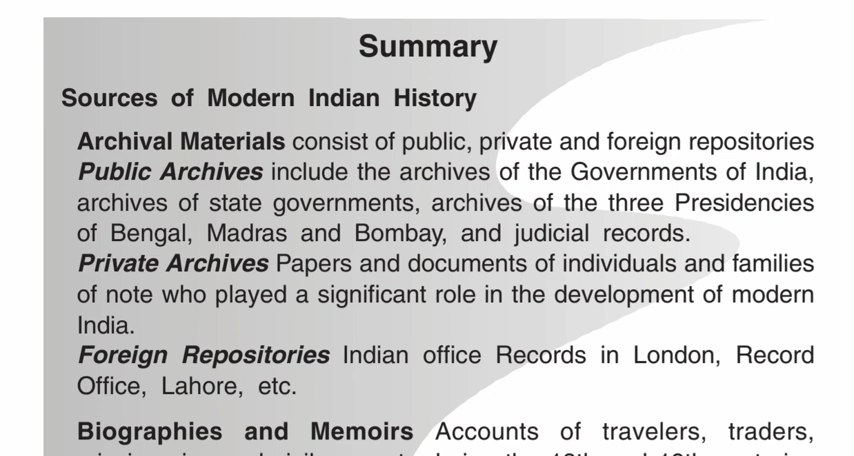 Summary
Sources of Modern Indian History
Archival Materials consist of public, private and foreign repositories
Public Archives include the archives of the Governments of India,
archives of state governments, archives of the three Presidencies
of Bengal, Madras and Bombay, and judicial records.
Private Archives Papers and documents of individuals and families
of note who played a significant role in the development of modern
India.
Foreign Repositories Indian office Records in London, Record
Office, Lahore, etc.
Biographies and Memoirs Accounts of travelers, traders,